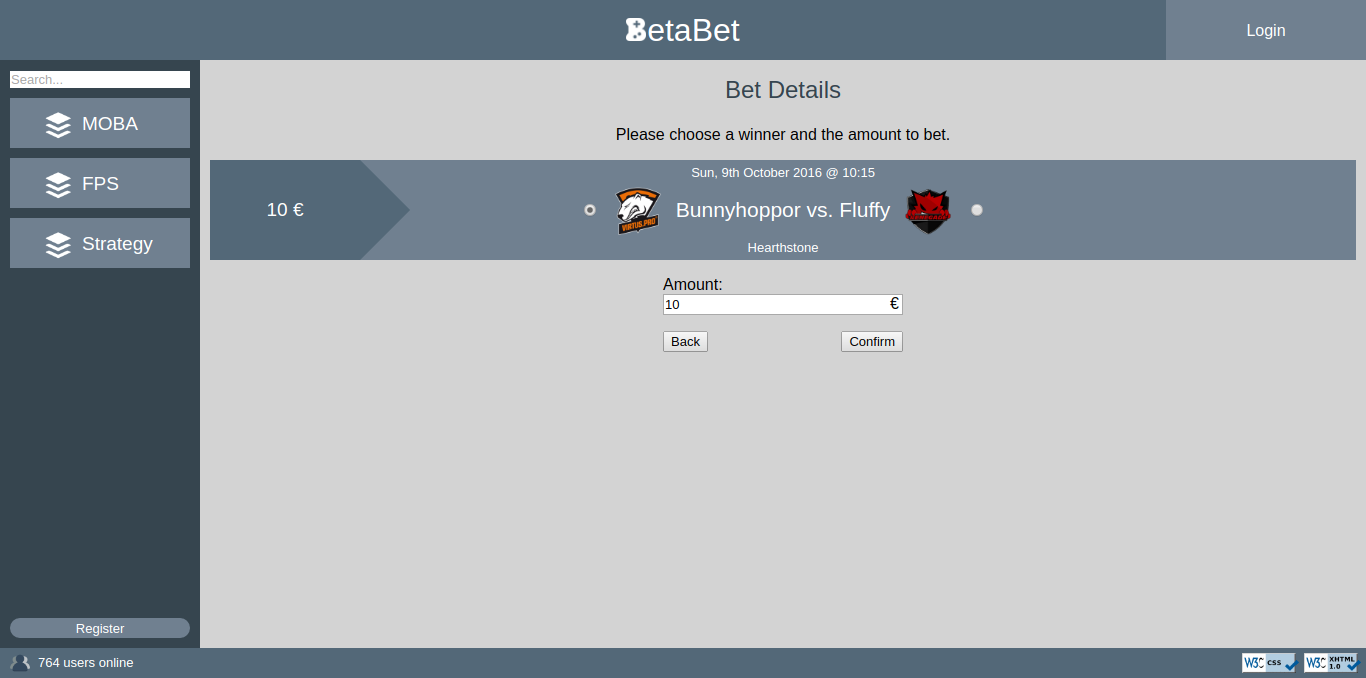 BetaBet
Login
Search...
MOBA
FPS
Strategy
Register
Bet Details
Please choose a winner and the amount to bet.
10 €
Sun, 9th October 2016 @ 10:15
VIRTUS.PRO
Bunnyhoppor vs. Fluffy
Hearthstone
Amount:
10 €
Back Confirm
764 users online
W3C CSS
W3C XHTML 1.0